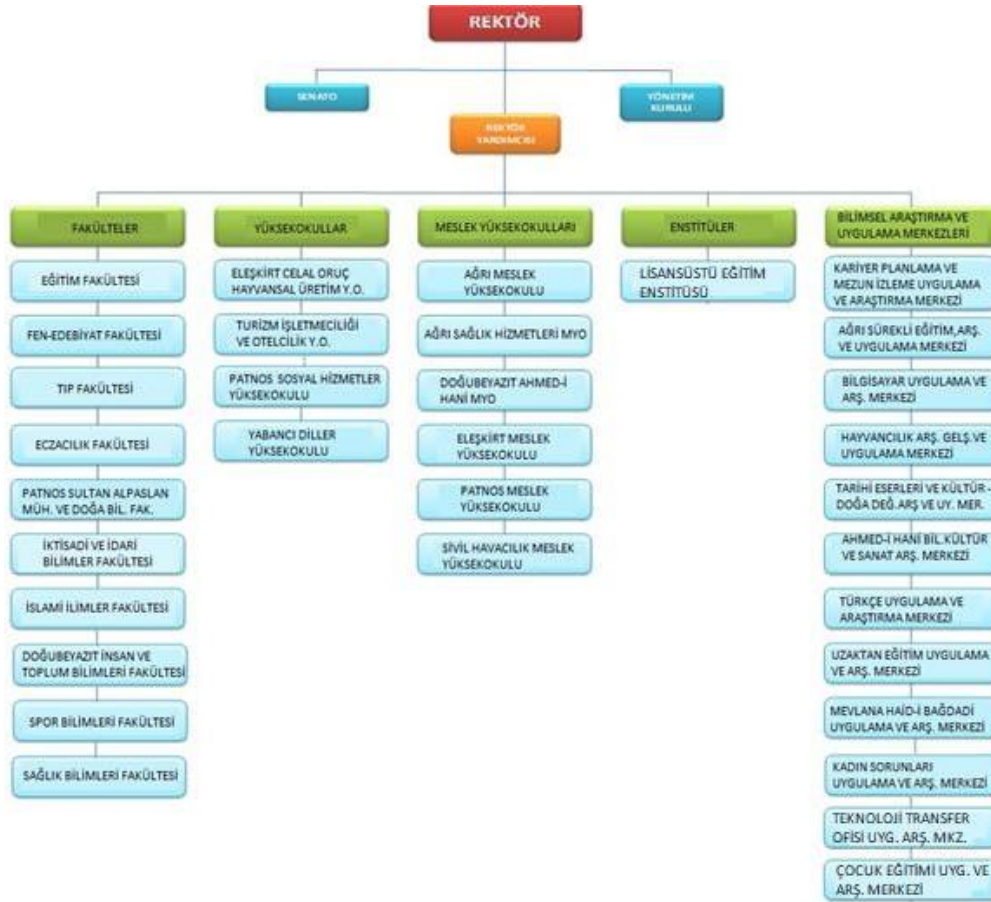 REKTÖR
SENATO
YÖNETİM
KURULU
REKTÖR
YARDIMCISI
FAKÜLTELER
EĞİTİM FAKÜLTESİ
FEN-EDEBİYAT FAKÜLTESİ
TIP FAKÜLTESİ
ECZACILIK FAKÜLTESİ
PATNOS SULTAN ALPASLAN
MÜH. VE DOĞA BİL. FAK.
İKTİSADİ VE İDARİ
BİLİMLER FAKÜLTESİ
İSLAMİ İLİMLER FAKÜLTESİ
DOĞUBEYAZIT İNSAN VE
TOPLUM BİLİMLERİ FAKÜLTESİ
SPOR BİLİMLERİ FAKÜLTESİ
SAĞLIK BİLİMLERİ FAKÜLTESİ
YÜKSEKOKULLAR
ELEŞKİRT CELAL ORUÇ
HAYVANSAL ÜRETİM Y.O.
TURİZM İŞLETMECİLİĞİ
VE OTELCİLİK Y.O.
PATNOS SOSYAL HİZMETLER
YÜKSEKOKULU
YABANCI DİLLER
YÜKSEKOKULU
MESLEK YÜKSEKOKULLARI
AĞRI MESLEK
YÜKSEKOKULU
AĞRI SAĞLIK HİZMETLERİ MYO
DOĞUBEYAZIT AHMED-İ
HANİ MYO
ELEŞKİRT MESLEK
YÜKSEKOKULU
PATNOS MESLEK
YÜKSEKOKULU
SİVİL HAVACILIK MESLEK
YÜKSEKOKULU
ENSTİTÜLER
LİSANSÜSTÜ EĞİTİM
ENSTİTÜSÜ
BİLİMSEL ARAŞTIRMA VE
UYGULAMA MERKEZLERİ
KARİYER PLANLAMA VE
MEZUN İZLEME UYGULAMA
VE ARAŞTIRMA MERKEZİ
AĞRI SÜREKLİ EĞİTİM,ARŞ.
VE UYGULAMA MERKEZİ
BİLGİSAYAR UYGULAMA VE
ARŞ. MERKEZİ
HAYVANCILIK ARŞ. GELŞ.VE
UYGULAMA MERKEZİ
TARİHİ ESERLERİ VE KÜLTÜR -
DOĞA DEĞ.ARŞ VE UY. MER.
AHMED-İ HANİ BİL.KÜLTÜR
VE SANAT ARŞ. MERKEZİ
TÜRKÇE UYGULAMA VE
ARAŞTIRMA MERKEZİ
UZAKTAN EĞİTİM UYGULAMA
VE ARŞ. MERKEZİ
MEVLANA HAİD-İ BAĞDADİ
UYGULAMA VE ARŞ. MERKEZİ
KADIN SORUNLARI
UYGULAMA VE ARŞ. MERKEZİ
TEKNOLOJİ TRANSFER
OFİSİ UYG. ARŞ. MKZ.
ÇOCUK EĞİTİMİ UYG. VE
ARŞ. MERKEZİ